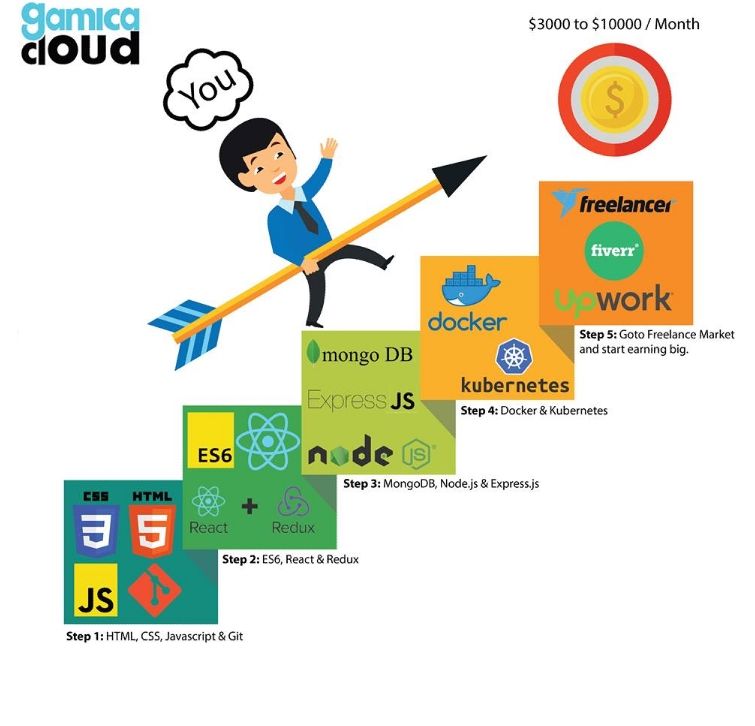 gamica
cloud
$3000 to $10000 / Month
You
freelancer
fiverr
upwork
docker
kubernetes
Step 5: Goto Freelance Market
and start earning big.
mongo DB
Express JS
node JS
Step 4: Docker & Kubernetes
ES6
React + Redux
Step 3: MongoDB, Node.js & Express.js
CSS HTML
3 5
JS
Step 2: ES6, React & Redux
Step 1: HTML, CSS, Javascript & Git